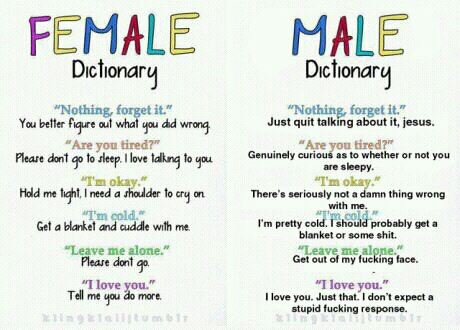 FEMALE
Dictionary
"Nothing, forget it."
You better figure out what you did wrong.
"Are you tired?"
Please don't go to sleep. I love talking to you.
"I'm okay."
Hold me tight, I need a shoulder to cry on.
"I'm cold."
Get a blanket and cuddle with me.
"Leave me alone."
Please don't go.
"I love you."
Tell me you do more.
klingklalijtumblr
MALE
Dictionary
"Nothing, forget it."
Just quit talking about it, jesus.
"Are you tired?"
Genuinely curious as to whether or not you
are sleepy.
"I'm okay."
There's seriously not a damn thing wrong
with me.
"I'm cold."
I'm pretty cold. I should probably get a
blanket or some shit.
"Leave me alone."
Get out of my fucking face.
"I love you."
I love you. Just that. I don't expect a
stupid fucking response.
klingklalijtumblr